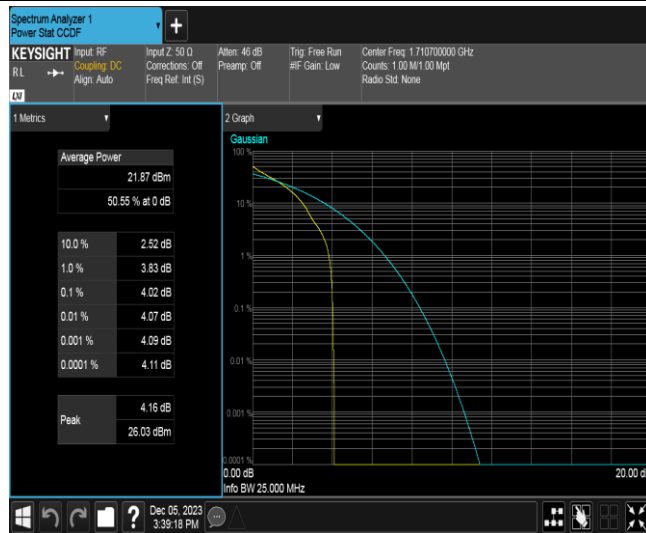 Spectrum Analyzer 1
Power Stat CCDF
+
KEYSIGHT
RL
LXI
Input: RF
Coupling: DC
Align: Auto
Input Z: 50 Ω
Corrections: Off
Freq Ref: Int (S)
Atten: 46 dB
Preamp: Off
Trig: Free Run
#IF Gain: Low
Center Freq: 1.710700000 GHz
Counts: 1.00 M/1.00 Mpt
Radio Std: None
1 Metrics
Average Power
21.87 dBm
50.55 % at 0 dB
10.0 % 2.52 dB
1.0 % 3.83 dB
0.1 % 4.02 dB
0.01 % 4.07 dB
0.001 % 4.09 dB
0.0001 % 4.11 dB
Peak
4.16 dB
26.03 dBm
2 Graph
Gaussian
100 %
10 %
1 %
0.1 %
0.01 %
0.001 %
0.0001 %
0.00 dB
20.00 d
Info BW 25.000 MHz
?
Dec 05, 2023
3:39:18 PM